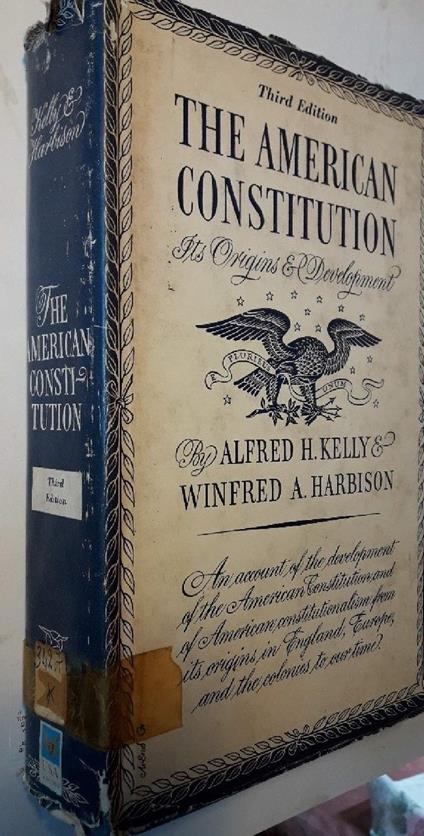 Kelly &
Harbison
THE
AMERICAN
CONSTI-
TUTION
Third
Edition
K
USA
Third Edition
THE AMERICAN
CONSTITUTION
Its Origins & Development
E PLURIBUS UNUM
By ALFRED H. KELLY &
WINFRED A. HARBISON
An account of the development
of the American Constitution and
of American constitutionalism from
its origins in England, Europe,
and the colonies to our time.